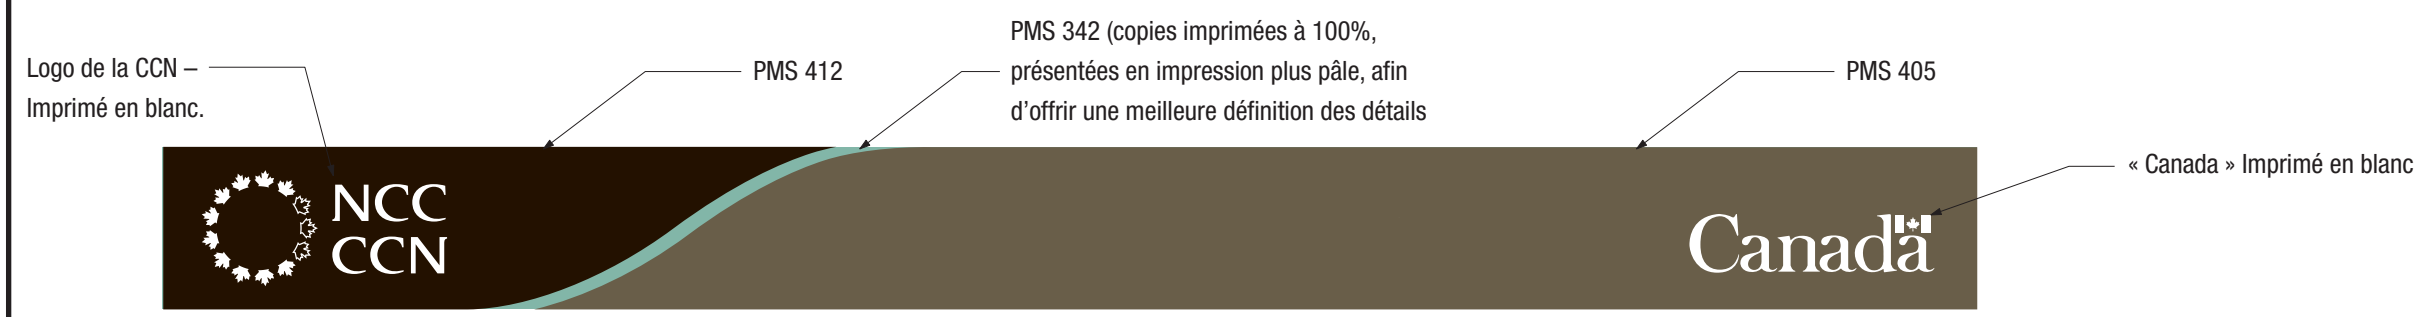 Logo de la CCN –
Imprimé en blanc.
PMS 412
PMS 342 (copies imprimées à 100%,
présentées en impression plus pâle, afin
d’offrir une meilleure définition des détails
PMS 405
« Canada » Imprimé en blanc
NCC
CCN
Canada